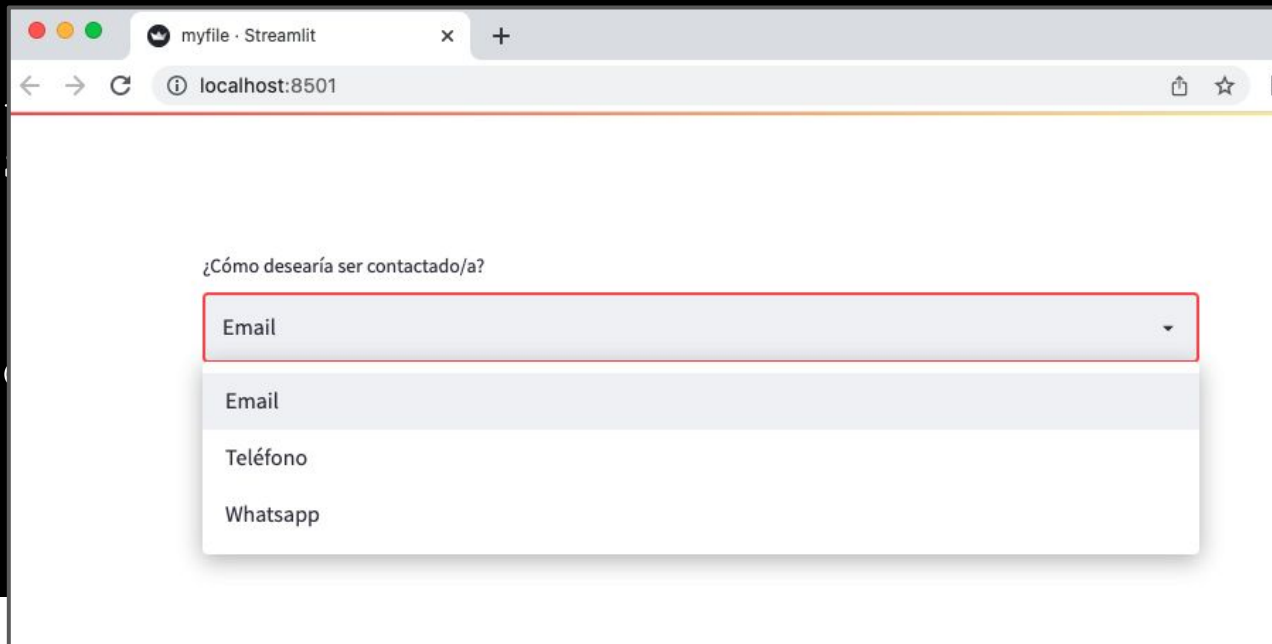 myfile · Streamlit
localhost:8501
¿Cómo desearía ser contactado/a?
Email
Email
Teléfono
Whatsapp